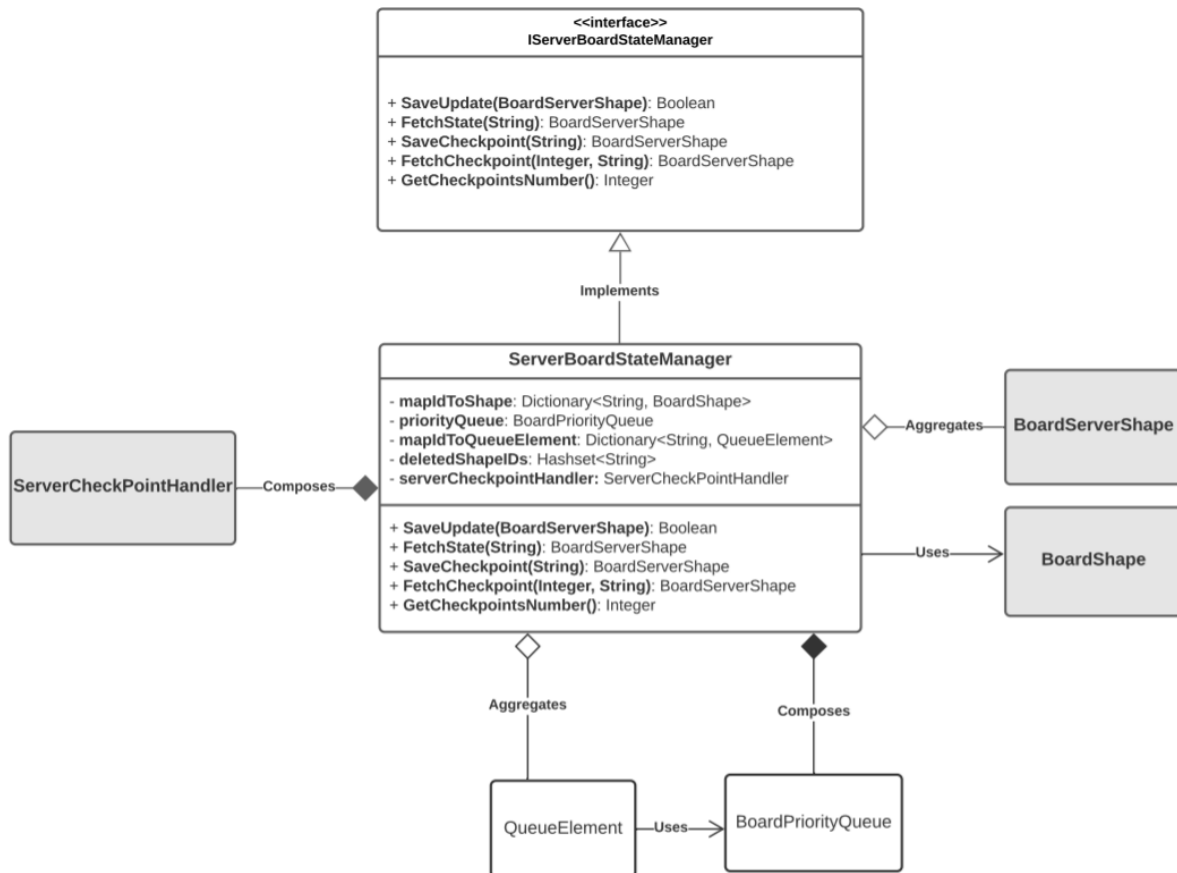 <<interface>>
IServerBoardStateManager
+ SaveUpdate(BoardServerShape): Boolean
+ FetchState(String): BoardServerShape
+ SaveCheckpoint(String): BoardServerShape
+ FetchCheckpoint(Integer, String): BoardServerShape
+ GetCheckpointsNumber(): Integer
Implements
ServerBoardStateManager
- mapIdToShape: Dictionary<String, BoardShape>
- priorityQueue: BoardPriorityQueue
- mapIdToQueueElement: Dictionary<String, QueueElement>
- deletedShapeIDs: Hashset<String>
- serverCheckpointHandler: ServerCheckPointHandler
+ SaveUpdate(BoardServerShape): Boolean
+ FetchState(String): BoardServerShape
+ SaveCheckpoint(String): BoardServerShape
+ FetchCheckpoint(Integer, String): BoardServerShape
+ GetCheckpointsNumber(): Integer
ServerCheckPointHandler
Composes
Aggregates
BoardServerShape
Uses
BoardShape
Aggregates
Composes
QueueElement
Uses
BoardPriorityQueue